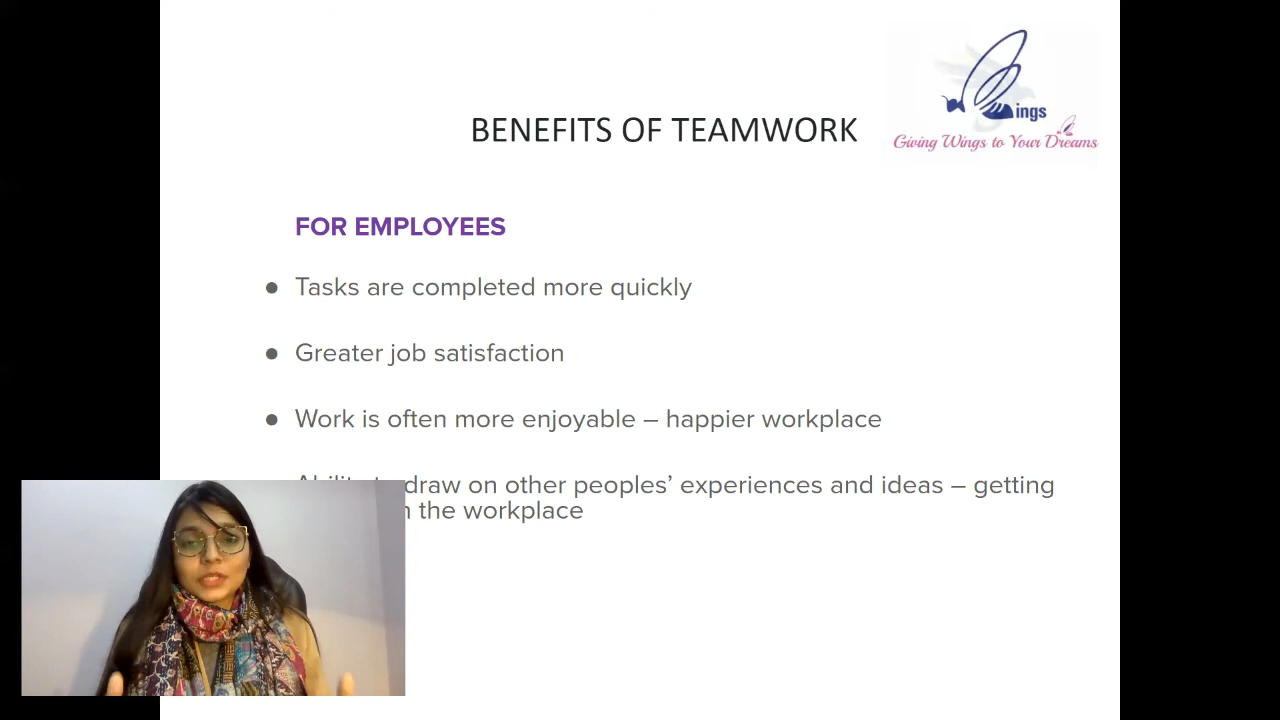 ings
Giving Wings to Your Dreams
BENEFITS OF TEAMWORK
FOR EMPLOYEES
● Tasks are completed more quickly
● Greater job satisfaction
● Work is often more enjoyable – happier workplace
draw on other peoples’ experiences and ideas – getting
the workplace